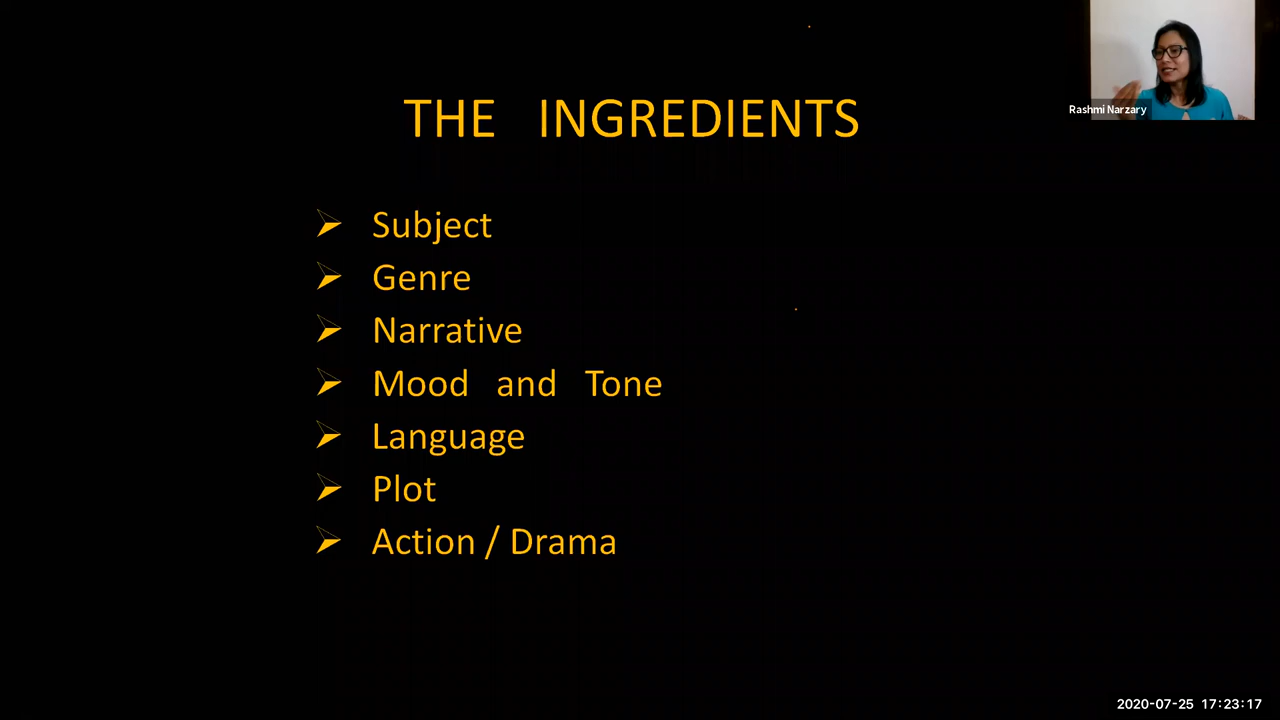 THE INGREDIENTS
Rashmi Narzary
Subject
Genre
Narrative
Mood and Tone
Language
Plot
Action / Drama
2020-07-25 17:23:17